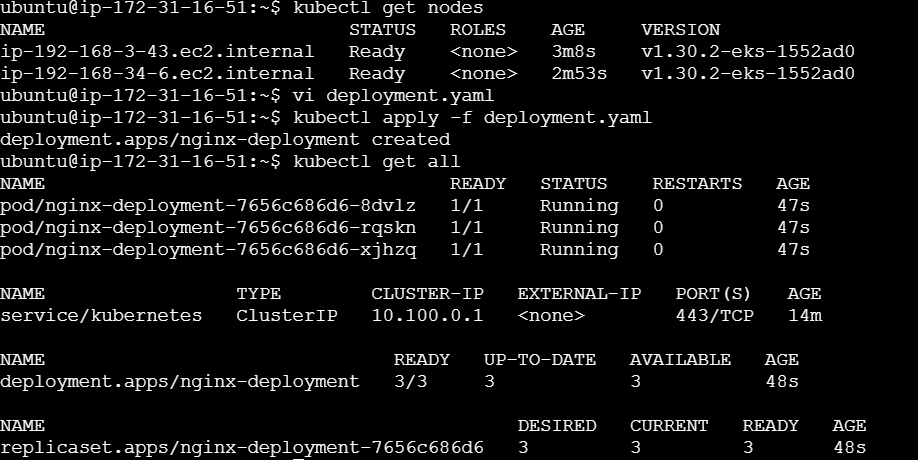 ubuntu@ip-172-31-16-51:~$ kubectl get nodes
NAME STATUS ROLES AGE VERSION
ip-192-168-3-43.ec2.internal Ready <none> 3m8s v1.30.2-eks-1552ad0
ip-192-168-34-6.ec2.internal Ready <none> 2m53s v1.30.2-eks-1552ad0
ubuntu@ip-172-31-16-51:~$ vi deployment.yaml
ubuntu@ip-172-31-16-51:~$ kubectl apply -f deployment.yaml
deployment.apps/nginx-deployment created
ubuntu@ip-172-31-16-51:~$ kubectl get all
NAME READY STATUS RESTARTS AGE
pod/nginx-deployment-7656c686d6-8dvlz 1/1 Running 0 47s
pod/nginx-deployment-7656c686d6-rqskn 1/1 Running 0 47s
pod/nginx-deployment-7656c686d6-xjhzq 1/1 Running 0 47s
NAME TYPE CLUSTER-IP EXTERNAL-IP PORT(S) AGE
service/kubernetes ClusterIP 10.100.0.1 <none> 443/TCP 14m
NAME READY UP-TO-DATE AVAILABLE AGE
deployment.apps/nginx-deployment 3/3 3 3 48s
NAME DESIRED CURRENT READY AGE
replicaset.apps/nginx-deployment-7656c686d6 3 3 3 48s